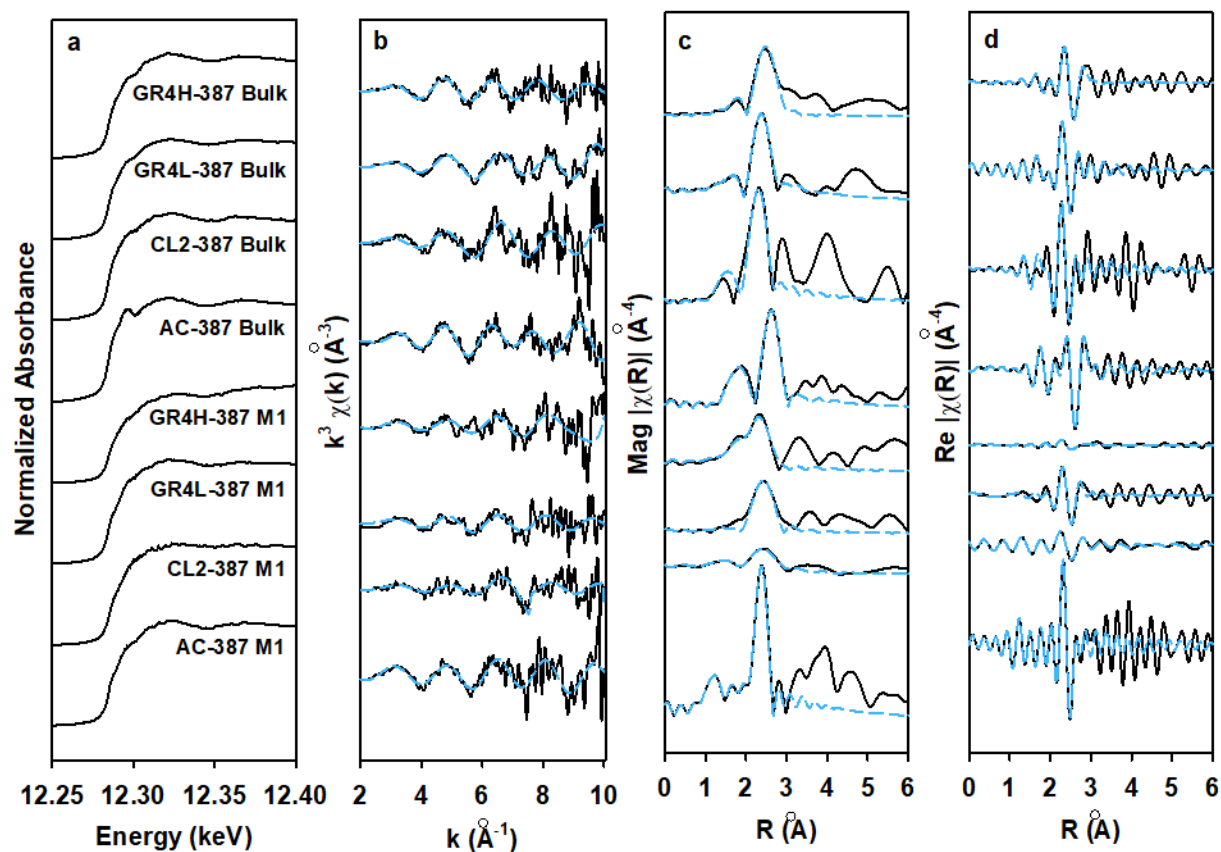 a
b
c
d
GR4H-387 Bulk
GR4L-387 Bulk
CL2-387 Bulk
AC-387 Bulk
GR4H-387 M1
GR4L-387 M1
CL2-387 M1
AC-387 M1
Normalized Absorbance
k³ χ(k) (Å⁻³)
Mag |χ(R)| (Å⁻⁴)
Re |χ(R)| (Å⁻⁴)
12.25 12.30 12.35 12.40
2 4 6 8 10
0 1 2 3 4 5 6
0 1 2 3 4 5 6
Energy (keV)
k (Å⁻¹)
R (Å)
R (Å)